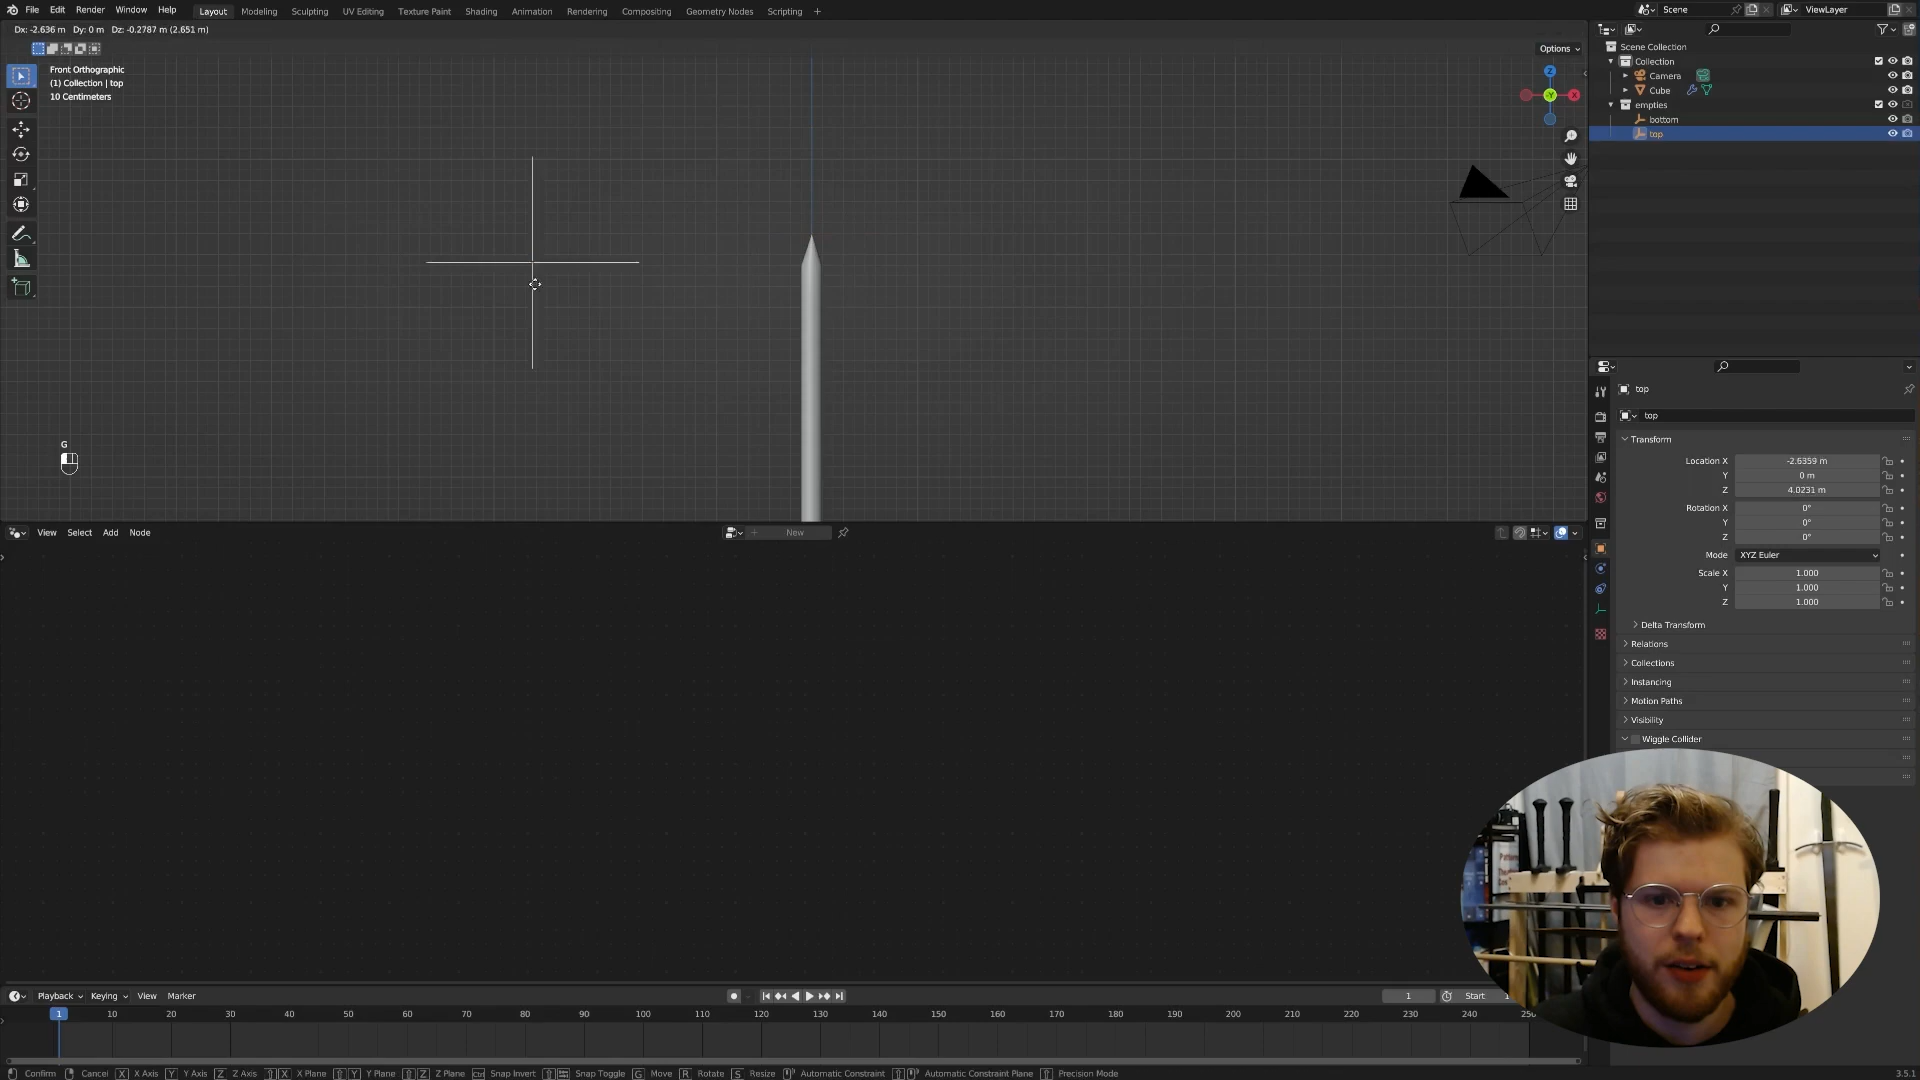 File Edit Render Window Help Layout Modeling Sculpting UV Editing Texture Paint Shading Animation Rendering Compositing Geometry Nodes Scripting + Scene ViewLayer
Dx: -2.636 m Dy: 0 m Dz: -0.2787 m (2.651 m)
Options
Front Orthographic
(1) Collection | top
10 Centimeters
Z
-Y
X
G
Scene Collection
Collection
Camera
Cube
empties
bottom
top
top
top
Transform
Location X -2.6359 m
Y 0 m
Z 4.0231 m
Rotation X 0°
Y 0°
Z 0°
Mode XYZ Euler
Scale X 1.000
Y 1.000
Z 1.000
Delta Transform
Relations
Collections
Instancing
Motion Paths
Visibility
Wiggle Collider
View Select Add Node New
Playback Keying View Marker 1 Start 1
1 10 20 30 40 50 60 70 80 90 100 110 120 130 140 150 160 170 180 190 200 210 220 230 240 250
Confirm Cancel X X Axis Y Y Axis Z Z Axis X X Plane Y Y Plane Z Z Plane Ctrl Snap Invert Snap Toggle G Move R Rotate S Resize Automatic Constraint Automatic Constraint Plane Precision Mode 3.5.1